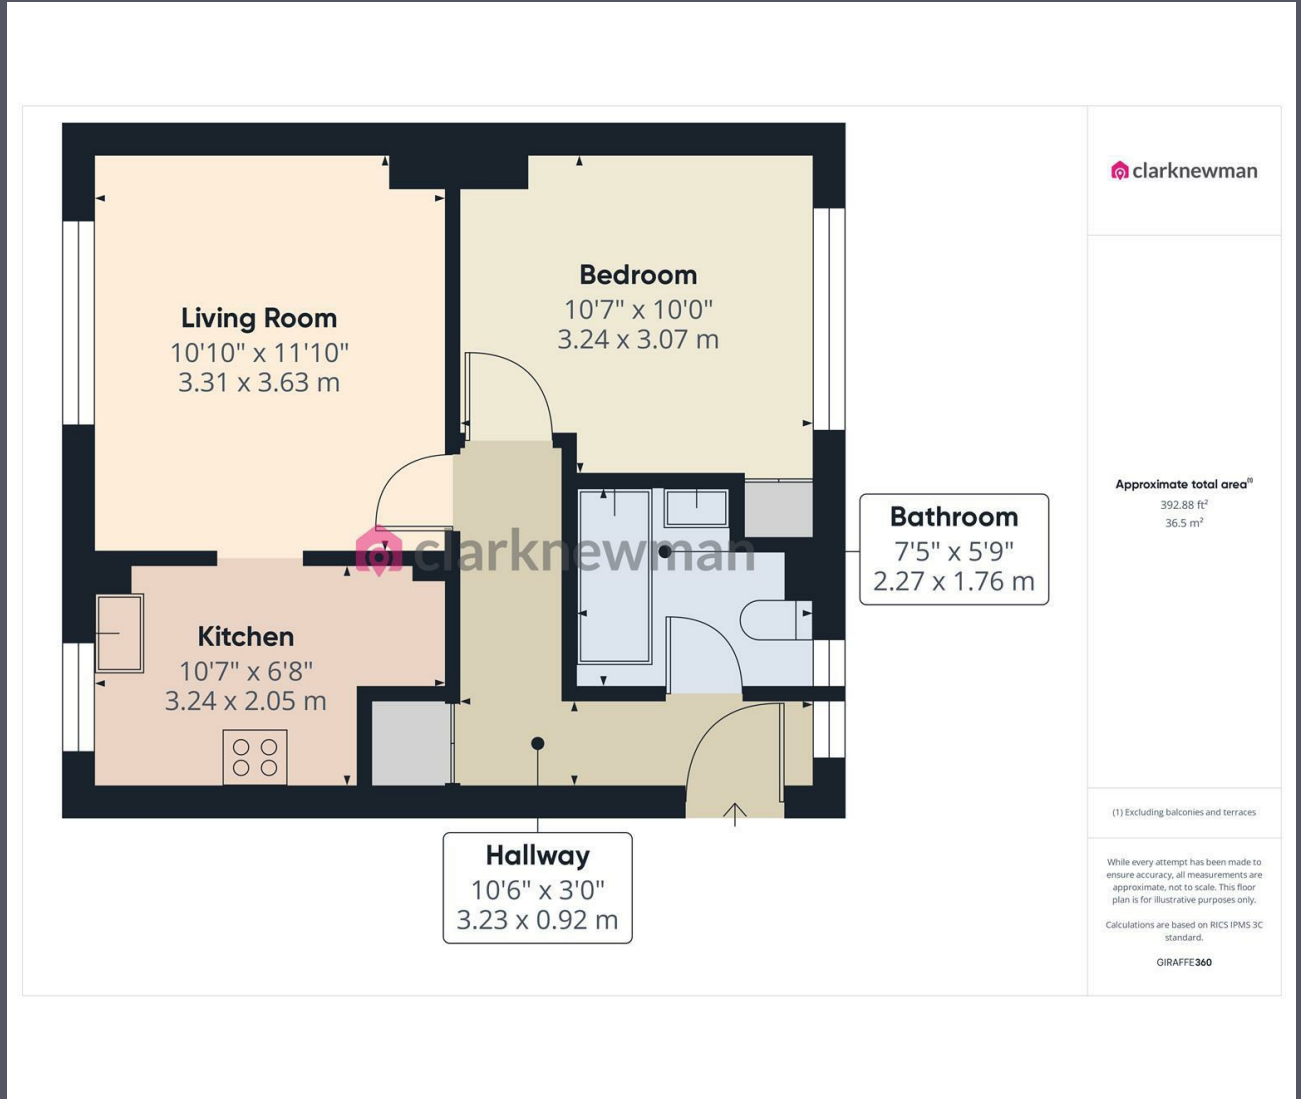 clarknewman
Living Room
10'10" x 11'10"
3.31 x 3.63 m
Bedroom
10'7" x 10'0"
3.24 x 3.07 m
Bathroom
7'5" x 5'9"
2.27 x 1.76 m
clarknewman
Kitchen
10'7" x 6'8"
3.24 x 2.05 m
Hallway
10'6" x 3'0"
3.23 x 0.92 m
Approximate total area⁽¹⁾
392.88 ft²
36.5 m²
(1) Excluding balconies and terraces
While every attempt has been made to
ensure accuracy, all measurements are
approximate, not to scale. This floor
plan is for illustrative purposes only.
Calculations are based on RICS IPMS 3C
standard.
GIRAFFE360